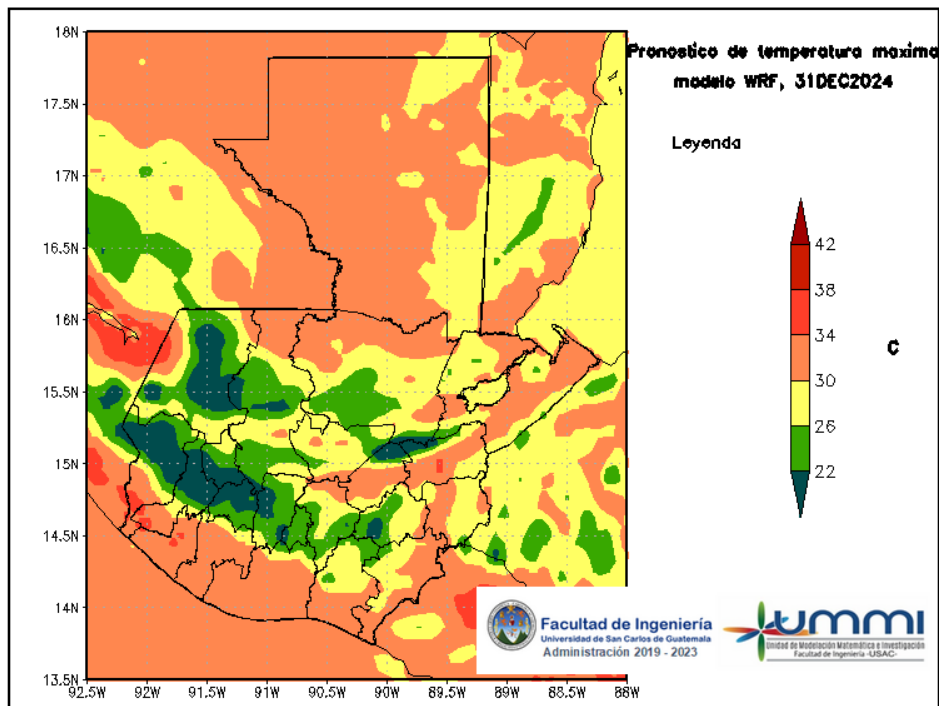 Pronostico de temperatura maxima
modelo WRF, 31DEC2024
Leyenda
42
38
34
30
26
22
C
18N
17.5N
17N
16.5N
16N
15.5N
15N
14.5N
14N
13.5N
92.5W 92W 91.5W 91W 90.5W 90W 89.5W 89W 88.5W 88W
Facultad de Ingeniería
Universidad de San Carlos de Guatemala
Administración 2019 - 2023
ummi
Unidad de Modelación Matemática e Investigación
Facultad de Ingeniería -USAC-